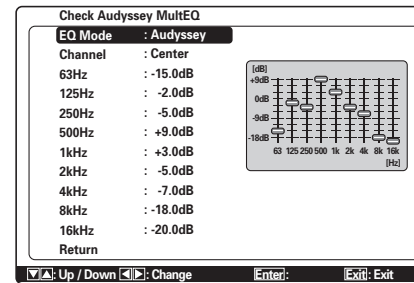 Check Audyssey MultEQ
EQ Mode : Audyssey
Channel : Center
63Hz : -15.0dB
125Hz : -2.0dB
250Hz : -5.0dB
500Hz : +9.0dB
1kHz : +3.0dB
2kHz : -5.0dB
4kHz : -7.0dB
8kHz : -18.0dB
16kHz : -20.0dB
Return
[dB]
+9dB
0dB
-9dB
-18dB
63 125 250 500 1k 2k 4k 8k 16k
[Hz]
▼▲: Up / Down ◀▶: Change Enter: Exit: Exit